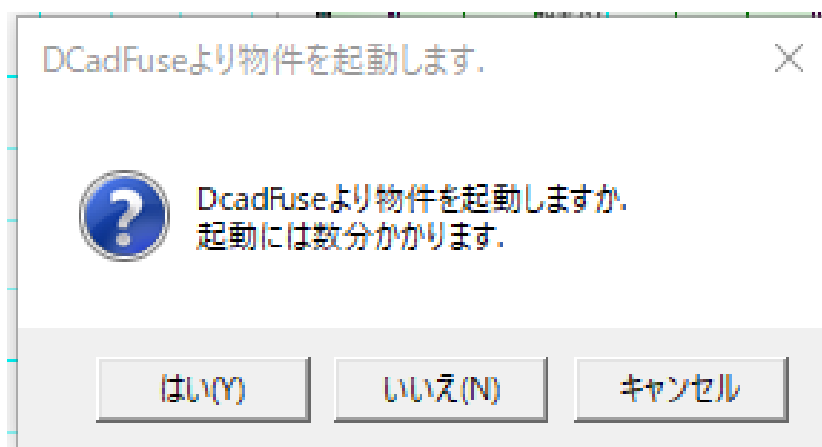 DCadFuseより物件を起動します.
DcadFuseより物件を起動しますか.
起動には数分かかります.
はい(Y)
いいえ(N)
キャンセル